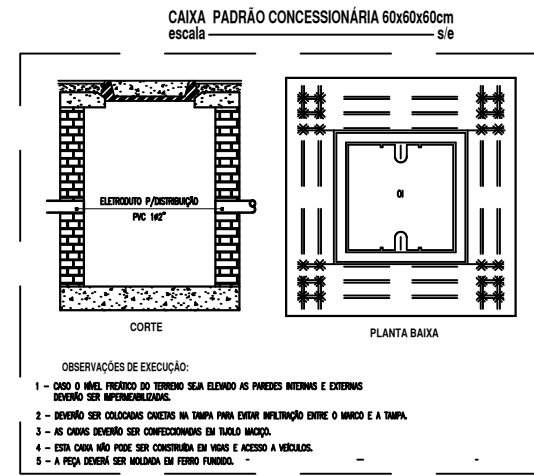 CAIXA PADRÃO CONCESSIONÁRIA 60x60x60cm
escala s/e
ELETRODUTO P/DISTRIBUIÇÃO
PVC 1Ø2"
OI
CORTE
PLANTA BAIXA
OBSERVAÇÕES DE EXECUÇÃO:
1 - CASO O NÍVEL FREÁTICO DO TERRENO SEJA ELEVADO AS PAREDES INTERNAS E EXTERNAS
DEVERÃO SER IMPERMEABILIZADAS.
2 - DEVERÃO SER COLOCADAS GAXETAS NA TAMPA PARA EVITAR INFILTRAÇÃO ENTRE O MARCO E A TAMPA.
3 - AS CAIXAS DEVERÃO SER CONFECCIONADAS EM TIJOLO MACIÇO.
4 - ESTA CAIXA NÃO PODE SER CONSTRUÍDA EM VIGAS E ACESSO A VEÍCULOS.
5 - A PEÇA DEVERÁ SER MOLDADA EM FERRO FUNDIDO.